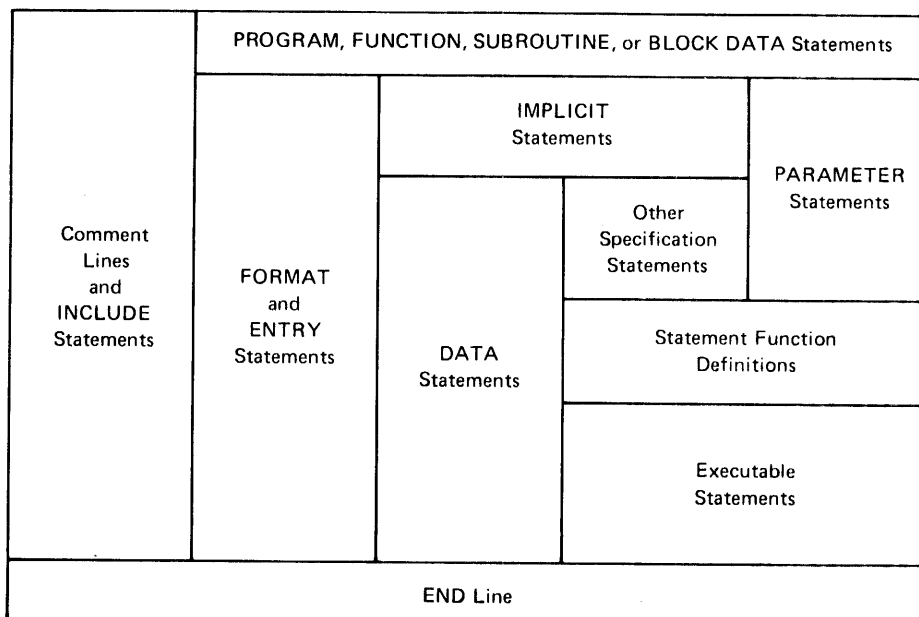 PROGRAM, FUNCTION, SUBROUTINE, or BLOCK DATA Statements
Comment
Lines
and
INCLUDE
Statements
FORMAT
and
ENTRY
Statements
IMPLICIT
Statements
DATA
Statements
Other
Specification
Statements
PARAMETER
Statements
Statement Function
Definitions
Executable
Statements
END Line